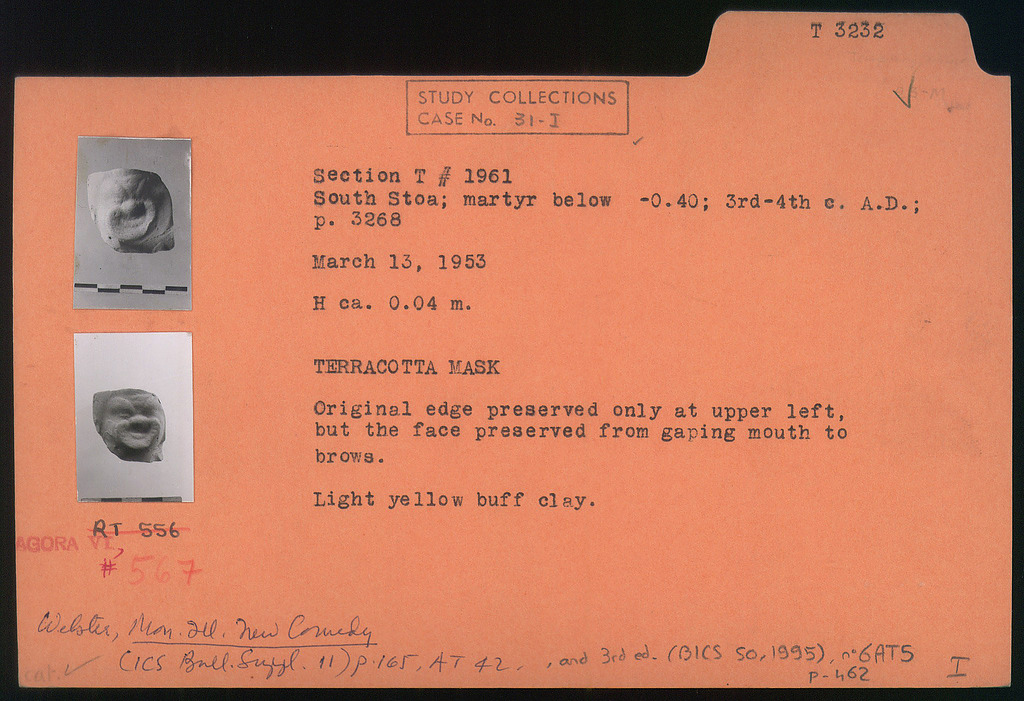 T 3232
STUDY COLLECTIONS
CASE No. 31-I
Section T # 1961
South Stoa; martyr below -0.40; 3rd-4th c. A.D.;
p. 3268
March 13, 1953
H ca. 0.04 m.
TERRACOTTA MASK
Original edge preserved only at upper left,
but the face preserved from gaping mouth to
brows.
Light yellow buff clay.
RT 556
AGORA VI,
# 567
Webster, Mon. Ill. New Comedy
(ICS Bull. Suppl. 11) p. 165, AT 42. , and 3rd ed. (BICS 50, 1995), n° 6AT5
p-462
cat. ✓
I